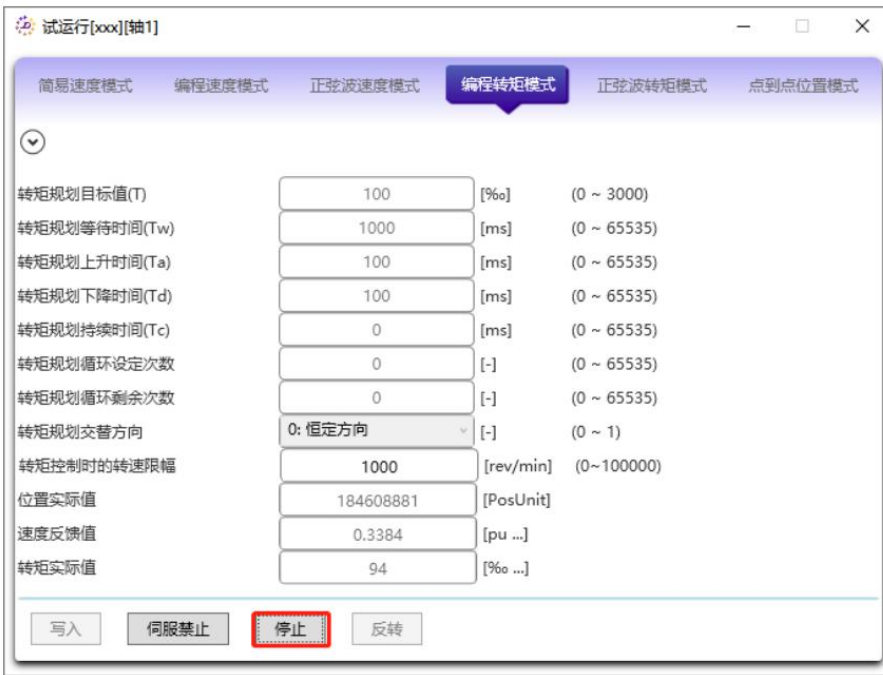 试运行[xxx][轴1]
简易速度模式 编程速度模式 正弦波速度模式 编程转矩模式 正弦波转矩模式 点到点位置模式
转矩规划目标值(T) 100 [‰] (0 ~ 3000)
转矩规划等待时间(Tw) 1000 [ms] (0 ~ 65535)
转矩规划上升时间(Ta) 100 [ms] (0 ~ 65535)
转矩规划下降时间(Td) 100 [ms] (0 ~ 65535)
转矩规划持续时间(Tc) 0 [ms] (0 ~ 65535)
转矩规划循环设定次数 0 [-] (0 ~ 65535)
转矩规划循环剩余次数 0 [-] (0 ~ 65535)
转矩规划交替方向 0: 恒定方向 [-] (0 ~ 1)
转矩控制时的转速限幅 1000 [rev/min] (0~100000)
位置实际值 184608881 [PosUnit]
速度反馈值 0.3384 [pu ...]
转矩实际值 94 [‰ ...]
写入 伺服禁止 停止 反转